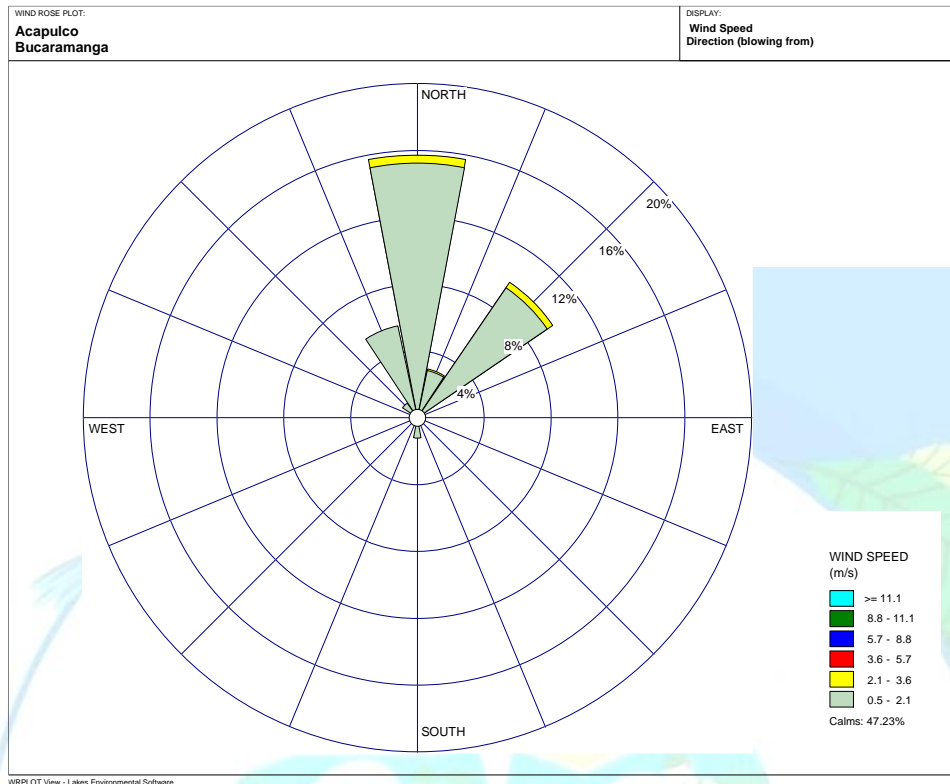 WIND ROSE PLOT:
Acapulco
Bucaramanga
DISPLAY:
Wind Speed
Direction (blowing from)
NORTH
20%
16%
12%
8%
4%
WEST
EAST
SOUTH
WIND SPEED
(m/s)
>= 11.1
8.8 - 11.1
5.7 - 8.8
3.6 - 5.7
2.1 - 3.6
0.5 - 2.1
Calms: 47.23%
WRPLOT View - Lakes Environmental Software